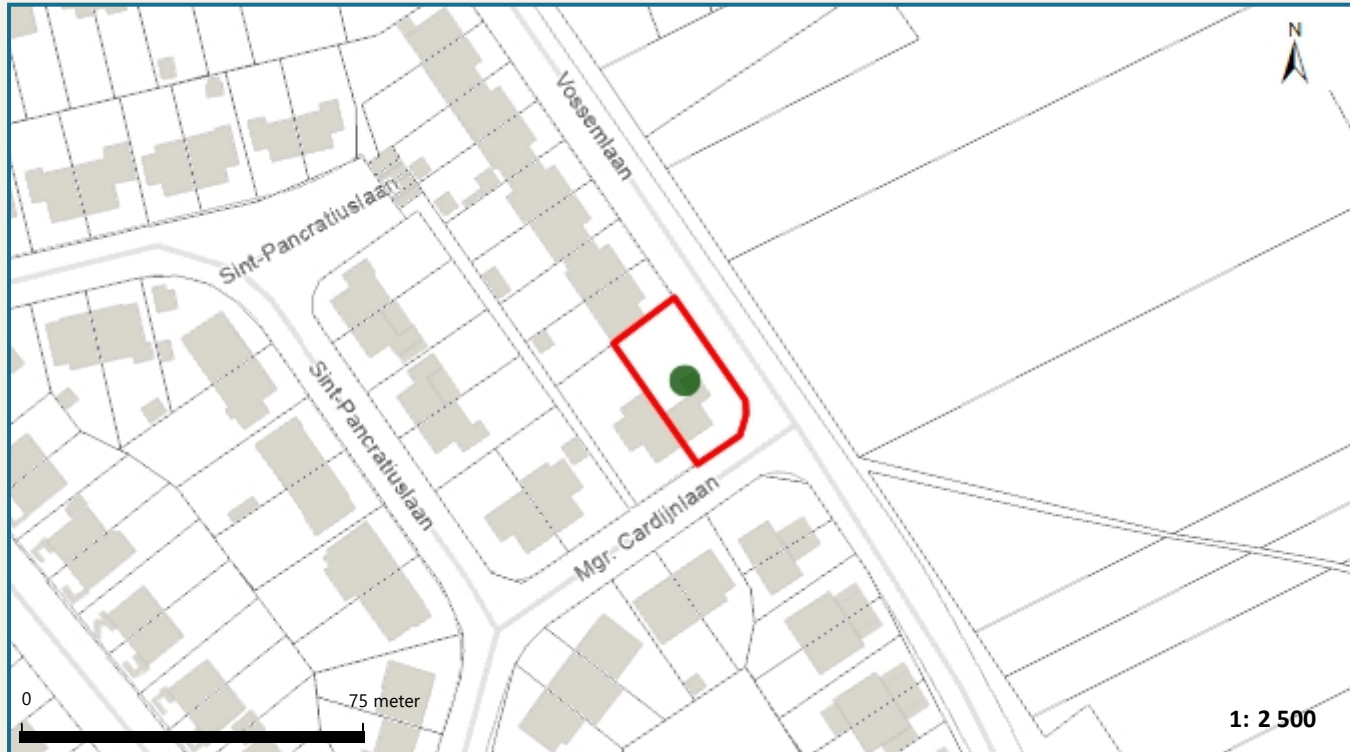 N
Vossemlaan
Sint-Pancratiuslaan
Sint-Pancratiuslaan
Mgr. Cardijnlaan
0
75 meter
1: 2 500